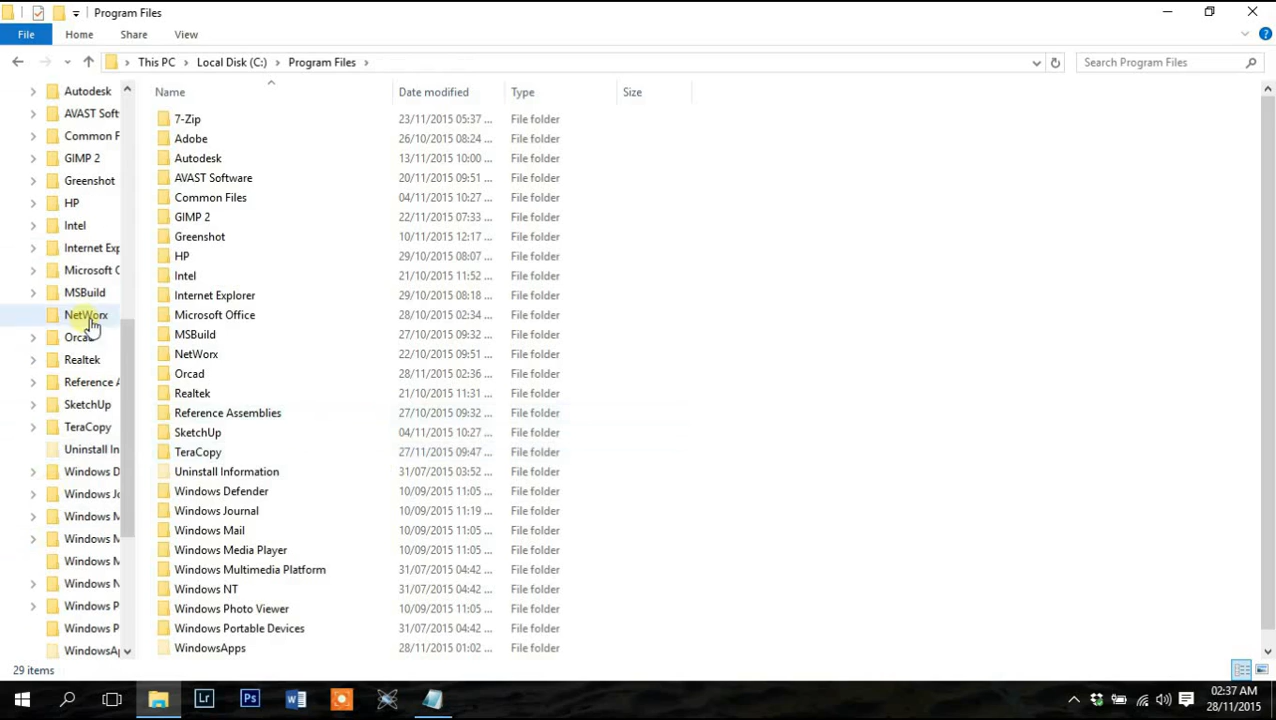 Program Files
File Home Share View
This PC Local Disk (C:) Program Files Search Program Files
Autodesk
AVAST Soft
Common F
GIMP 2
Greenshot
HP
Intel
Internet Exp
Microsoft C
MSBuild
NetWorx
Orcad
Realtek
Reference A
SketchUp
TeraCopy
Uninstall In
Windows D
Windows Jo
Windows M
Windows M
Windows M
Windows N
Windows P
Windows P
WindowsAp
Name Date modified Type Size
7-Zip 23/11/2015 05:37 ... File folder
Adobe 26/10/2015 08:24 ... File folder
Autodesk 13/11/2015 10:00 ... File folder
AVAST Software 20/11/2015 09:51 ... File folder
Common Files 04/11/2015 10:27 ... File folder
GIMP 2 22/11/2015 07:33 ... File folder
Greenshot 10/11/2015 12:17 ... File folder
HP 29/10/2015 08:07 ... File folder
Intel 21/10/2015 11:52 ... File folder
Internet Explorer 29/10/2015 08:18 ... File folder
Microsoft Office 28/10/2015 02:34 ... File folder
MSBuild 27/10/2015 09:32 ... File folder
NetWorx 22/10/2015 09:51 ... File folder
Orcad 28/11/2015 02:36 ... File folder
Realtek 21/10/2015 11:31 ... File folder
Reference Assemblies 27/10/2015 09:32 ... File folder
SketchUp 04/11/2015 10:27 ... File folder
TeraCopy 27/11/2015 09:47 ... File folder
Uninstall Information 31/07/2015 03:52 ... File folder
Windows Defender 10/09/2015 11:05 ... File folder
Windows Journal 10/09/2015 11:19 ... File folder
Windows Mail 10/09/2015 11:05 ... File folder
Windows Media Player 10/09/2015 11:05 ... File folder
Windows Multimedia Platform 31/07/2015 04:42 ... File folder
Windows NT 31/07/2015 04:42 ... File folder
Windows Photo Viewer 10/09/2015 11:05 ... File folder
Windows Portable Devices 31/07/2015 04:42 ... File folder
WindowsApps 28/11/2015 01:02 ... File folder
29 items
Lr Ps W
02:37 AM
28/11/2015